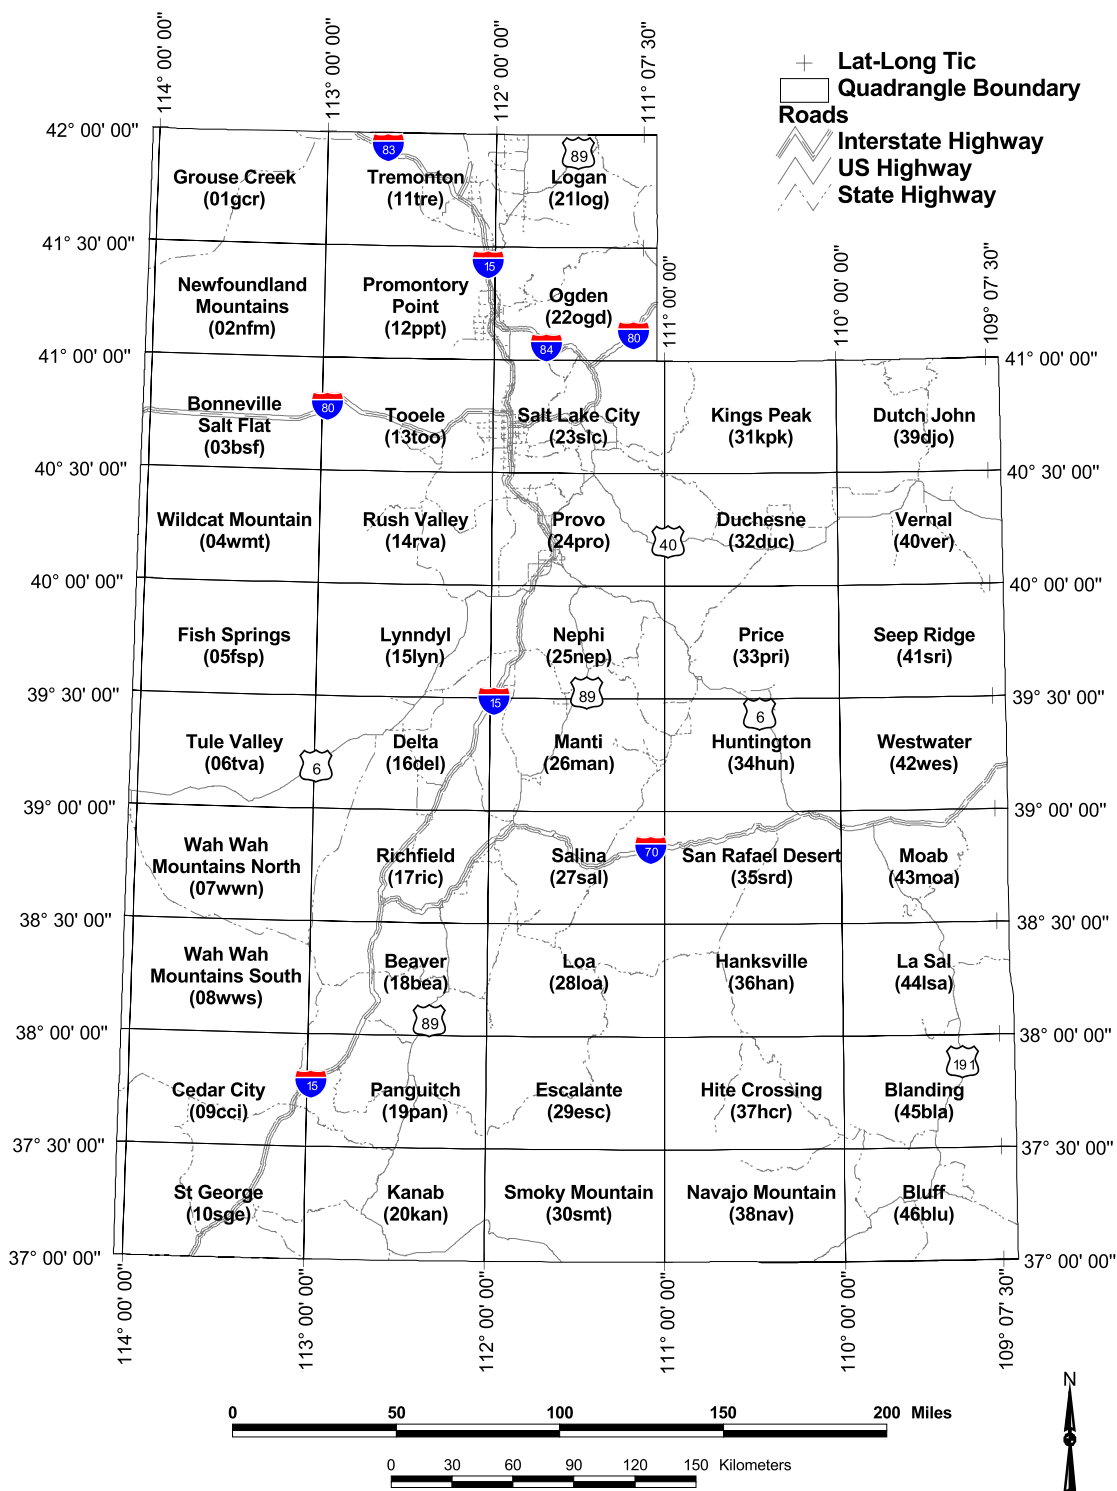 114° 00' 00"
113° 00' 00"
112° 00' 00"
111° 07' 30"
Lat-Long Tic
Quadrangle Boundary
Roads
Interstate Highway
US Highway
State Highway
42° 00' 00"
83
89
Grouse Creek
(01gcr)
Tremonton
(11tre)
Logan
(21log)
41° 30' 00"
111° 00' 00"
110° 00' 00"
109° 07' 30"
15
Newfoundland
Mountains
(02nfm)
Promontory
Point
(12ppt)
Ogden
(22ogd)
84
80
41° 00' 00"
41° 00' 00"
80
Bonneville
Salt Flat
(03bsf)
Tooele
(13too)
Salt Lake City
(23slc)
Kings Peak
(31kpk)
Dutch John
(39djo)
40° 30' 00"
40° 30' 00"
Wildcat Mountain
(04wmt)
Rush Valley
(14rva)
Provo
(24pro)
40
Duchesne
(32duc)
Vernal
(40ver)
40° 00' 00"
40° 00' 00"
Fish Springs
(05fsp)
Lynndyl
(15lyn)
Nephi
(25nep)
Price
(33pri)
Seep Ridge
(41sri)
39° 30' 00"
39° 30' 00"
15
89
6
Tule Valley
(06tva)
6
Delta
(16del)
Manti
(26man)
Huntington
(34hun)
Westwater
(42wes)
39° 00' 00"
39° 00' 00"
Wah Wah
Mountains North
(07wwn)
Richfield
(17ric)
Salina
(27sal)
70
San Rafael Desert
(35srd)
Moab
(43moa)
38° 30' 00"
38° 30' 00"
Wah Wah
Mountains South
(08wws)
Beaver
(18bea)
Loa
(28loa)
Hanksville
(36han)
La Sal
(44lsa)
89
38° 00' 00"
38° 00' 00"
15
191
Cedar City
(09cci)
Panguitch
(19pan)
Escalante
(29esc)
Hite Crossing
(37hcr)
Blanding
(45bla)
37° 30' 00"
37° 30' 00"
St George
(10sge)
Kanab
(20kan)
Smoky Mountain
(30smt)
Navajo Mountain
(38nav)
Bluff
(46blu)
37° 00' 00"
37° 00' 00"
114° 00' 00"
113° 00' 00"
112° 00' 00"
111° 00' 00"
110° 00' 00"
109° 07' 30"
N
0 50 100 150 200 Miles
0 30 60 90 120 150 Kilometers